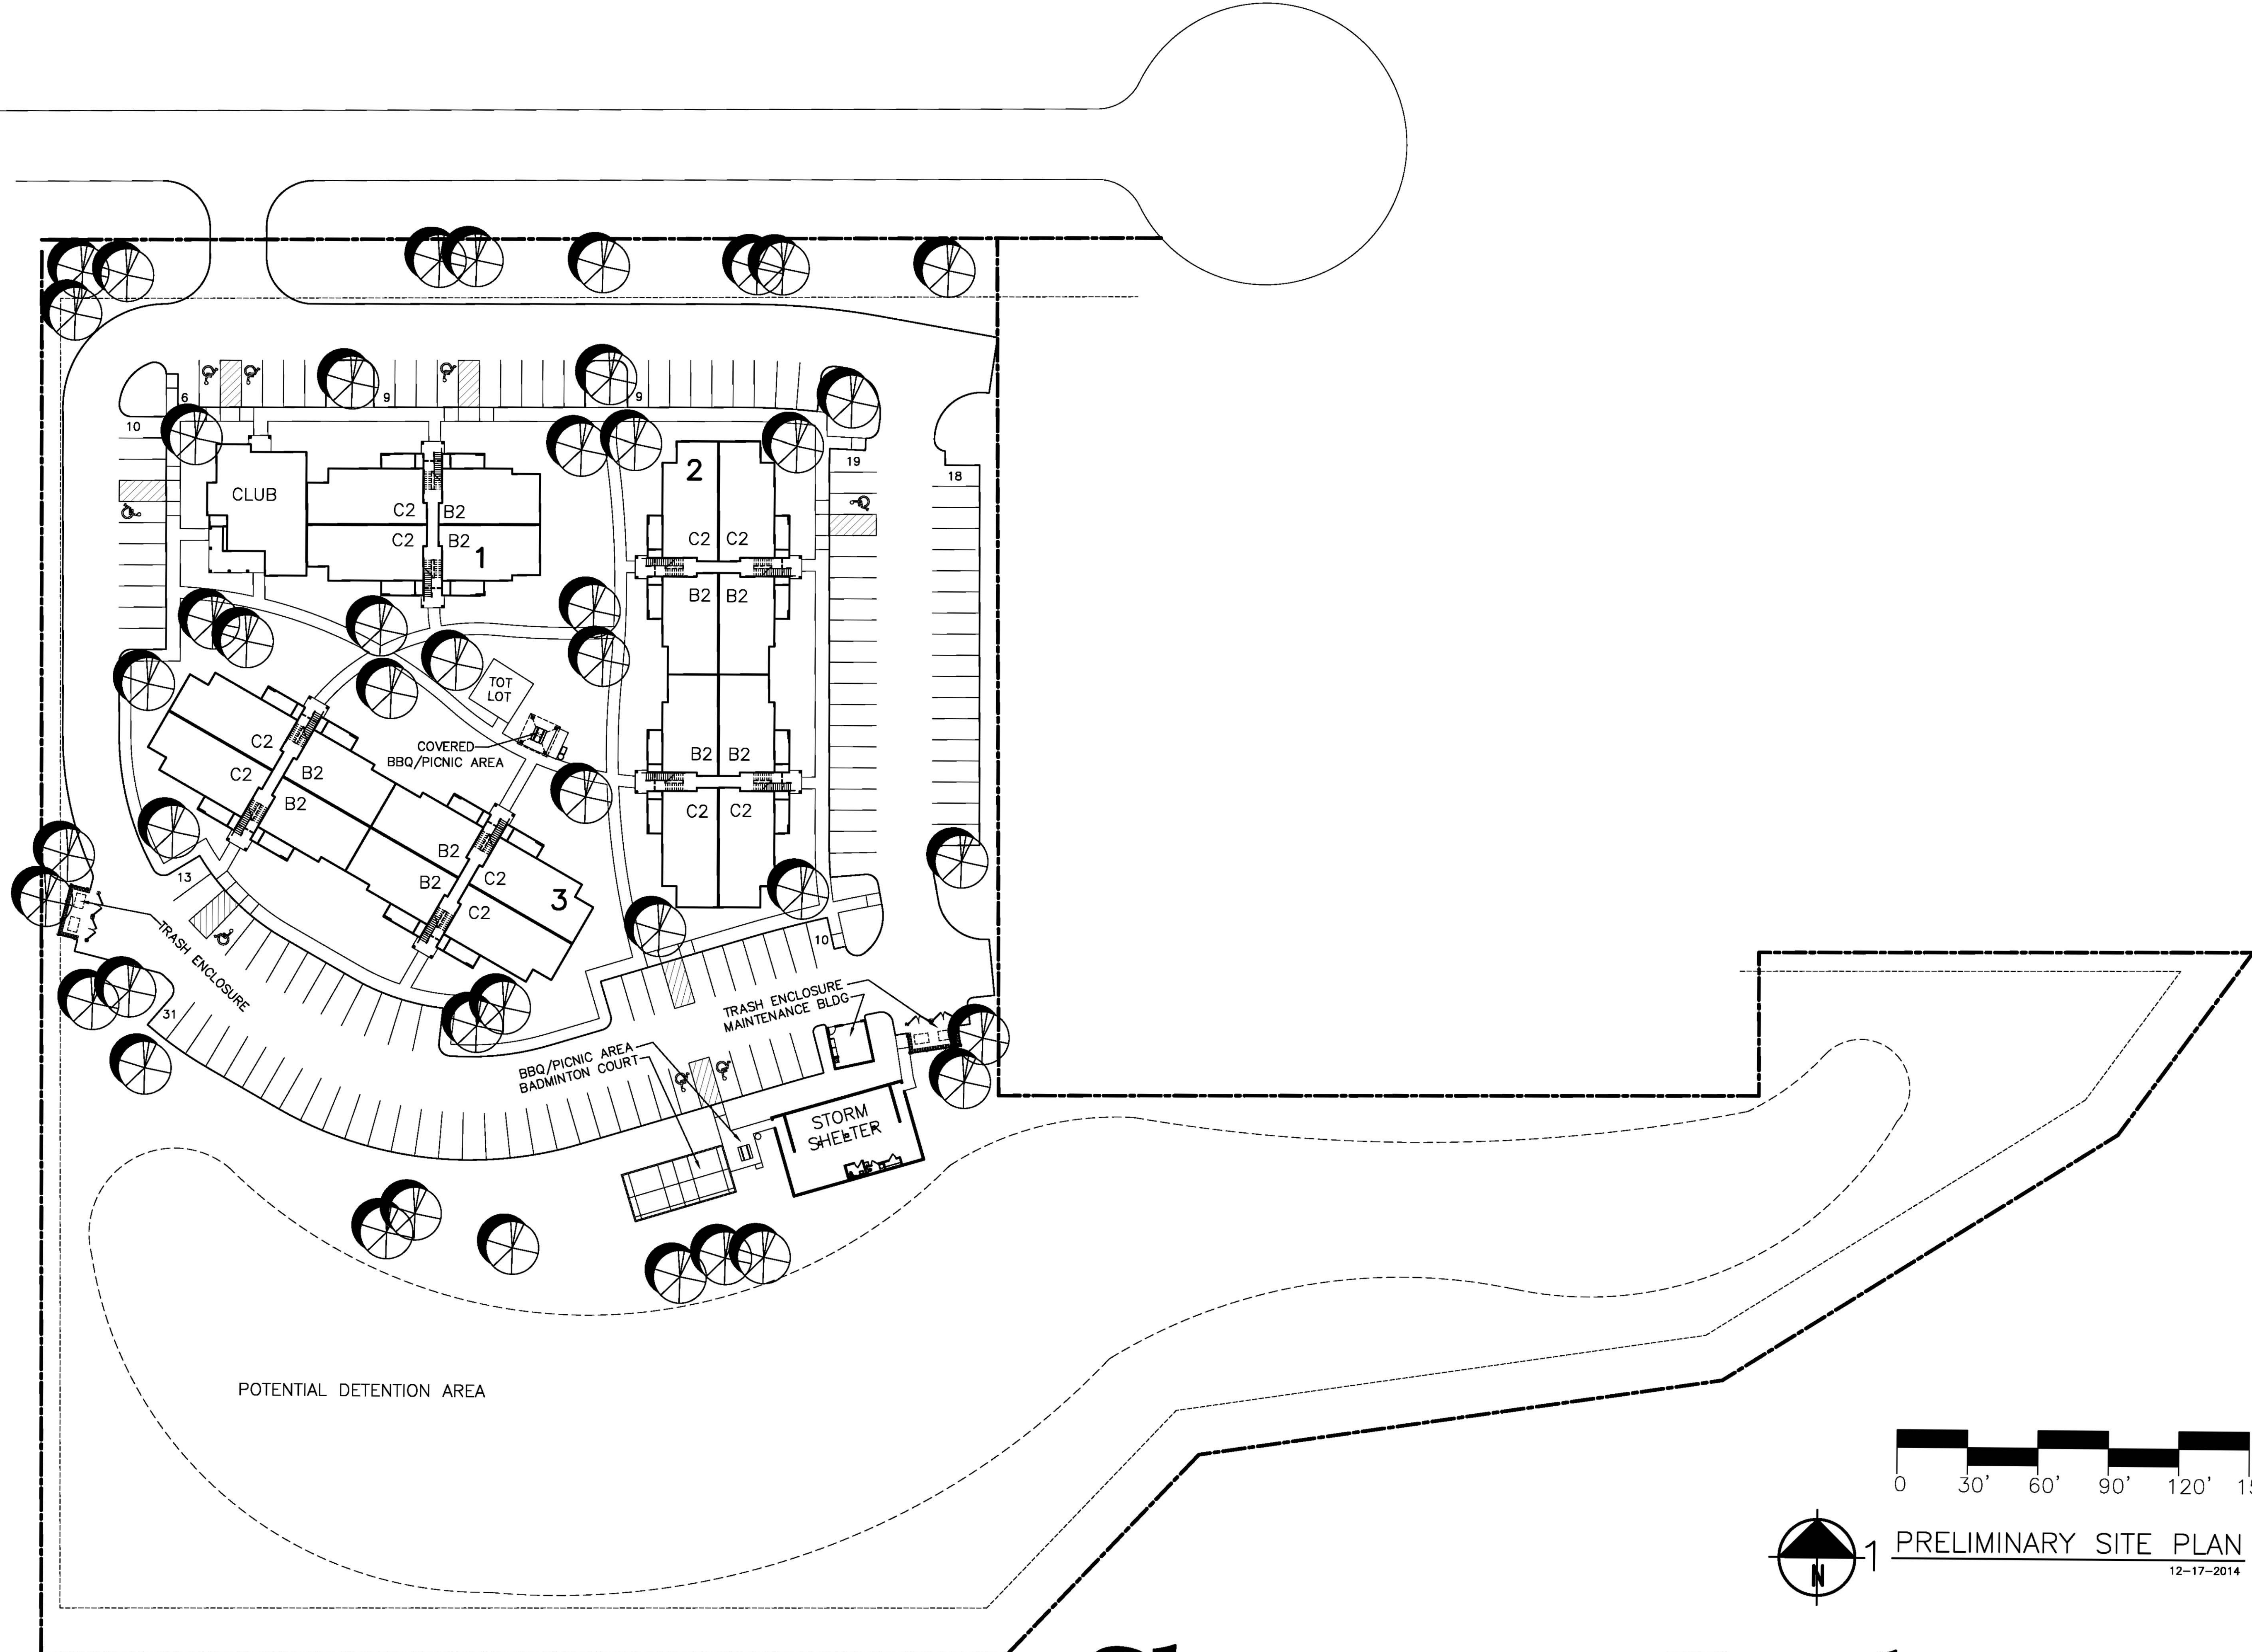 6
9
9
10
19
18
2
CLUB
C2 B2
C2 B2
1
C2 C2
B2 B2
TOT
LOT
COVERED
BBQ/PICNIC AREA
C2
C2
B2
B2
B2 B2
C2 C2
B2
B2
C2
C2
3
13
10
TRASH ENCLOSURE
31
TRASH ENCLOSURE
MAINTENANCE BLDG
BBQ/PICNIC AREA
BADMINTON COURT
STORM
SHELTER
POTENTIAL DETENTION AREA
0 30' 60' 90' 120'
N
1 PRELIMINARY SITE PLAN
12-17-2014